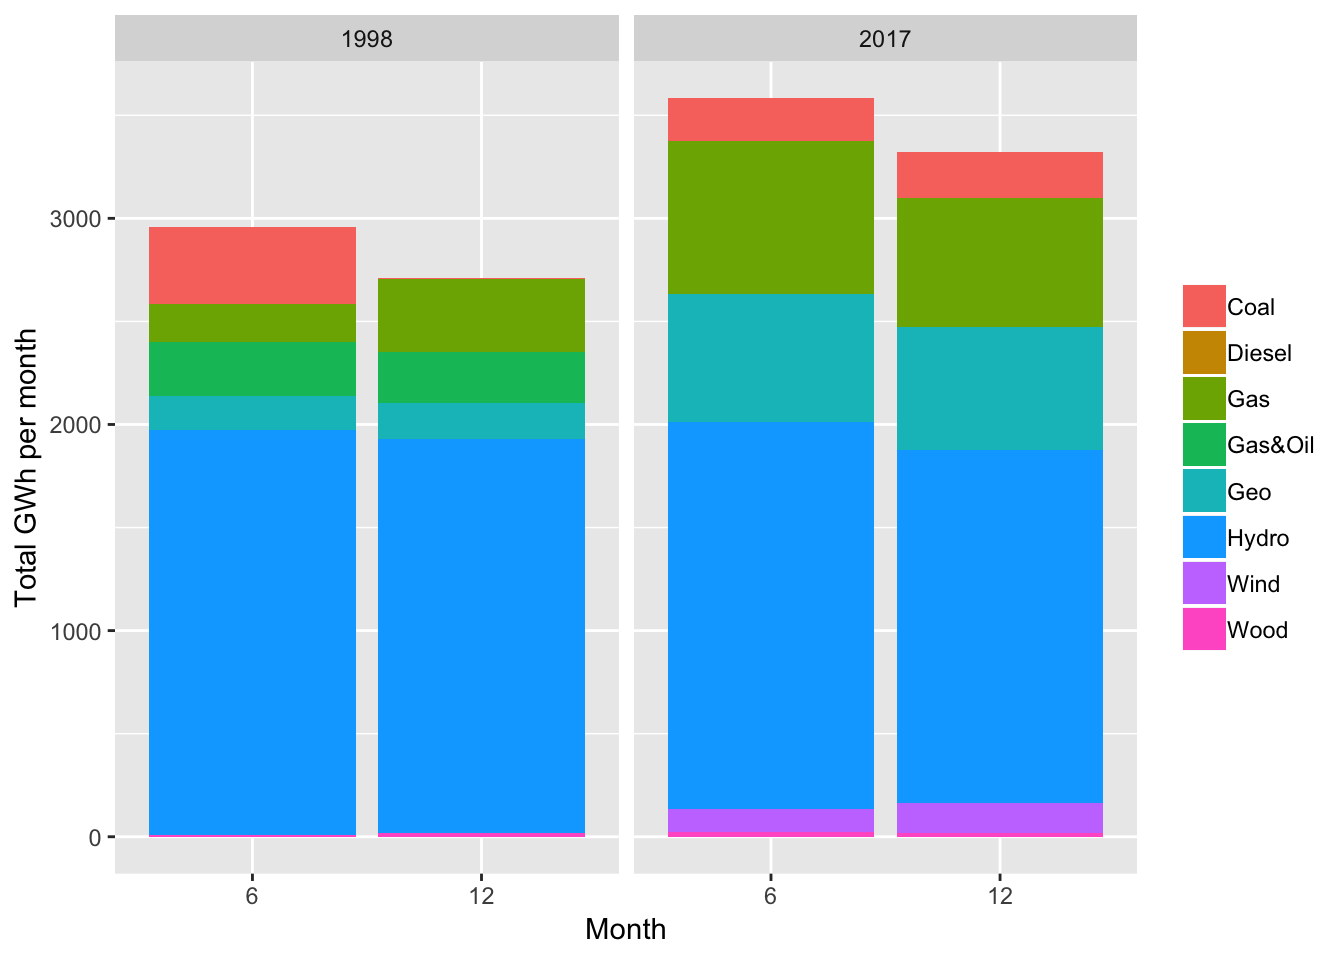 1998
2017
Total GWh per month
3000
2000
1000
0
6
12
6
12
Month
Coal
Diesel
Gas
Gas&Oil
Geo
Hydro
Wind
Wood